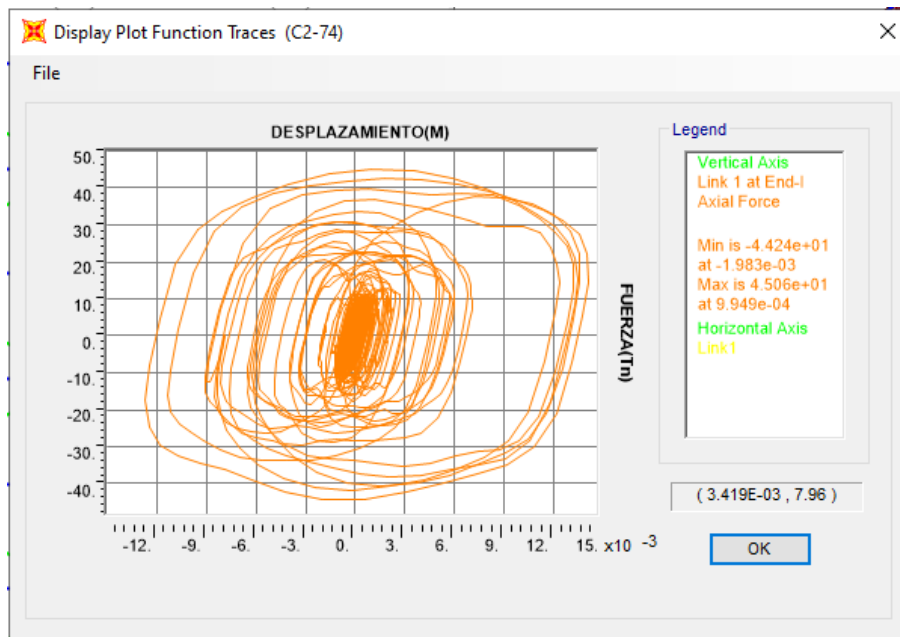 Display Plot Function Traces (C2-74)
File
DESPLAZAMIENTO(M)
50.
40.
30.
20.
10.
0.
-10.
-20.
-30.
-40.
-12. -9. -6. -3. 0. 3. 6. 9. 12. 15. x10 -3
FUERZA(Tn)
Legend
Vertical Axis
Link 1 at End-I
Axial Force
Min is -4.424e+01
at -1.983e-03
Max is 4.506e+01
at 9.949e-04
Horizontal Axis
Link1
( 3.419E-03 , 7.96 )
OK